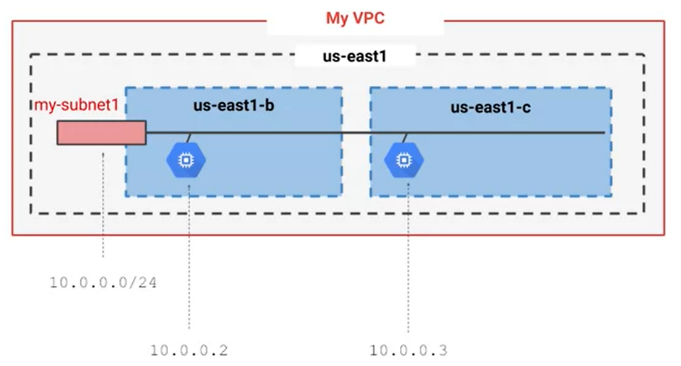 My VPC
us-east1
my-subnet1
us-east1-b
us-east1-c
10.0.0.0/24
10.0.0.2
10.0.0.3